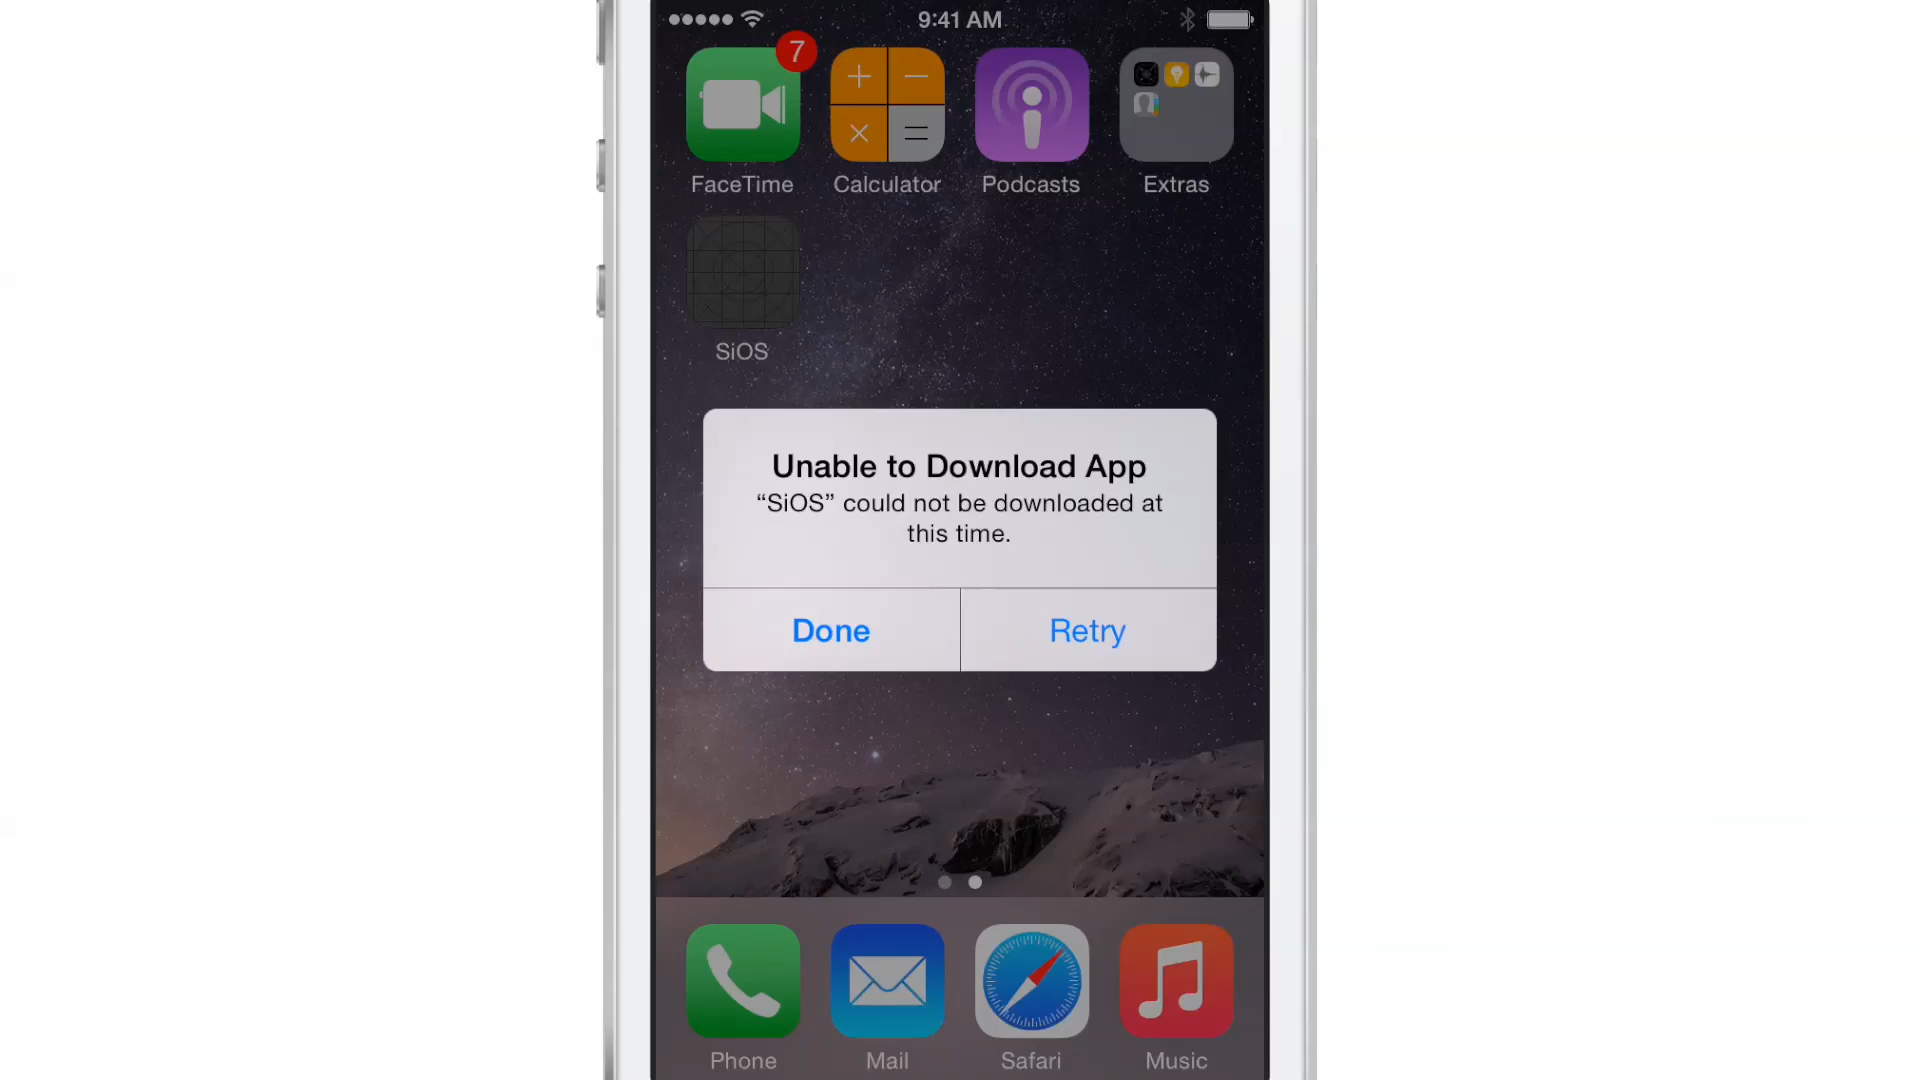 9:41 AM
7
FaceTime
Calculator
Podcasts
Extras
SiOS
Unable to Download App
“SiOS” could not be downloaded at
this time.
Done
Retry
Phone
Mail
Safari
Music